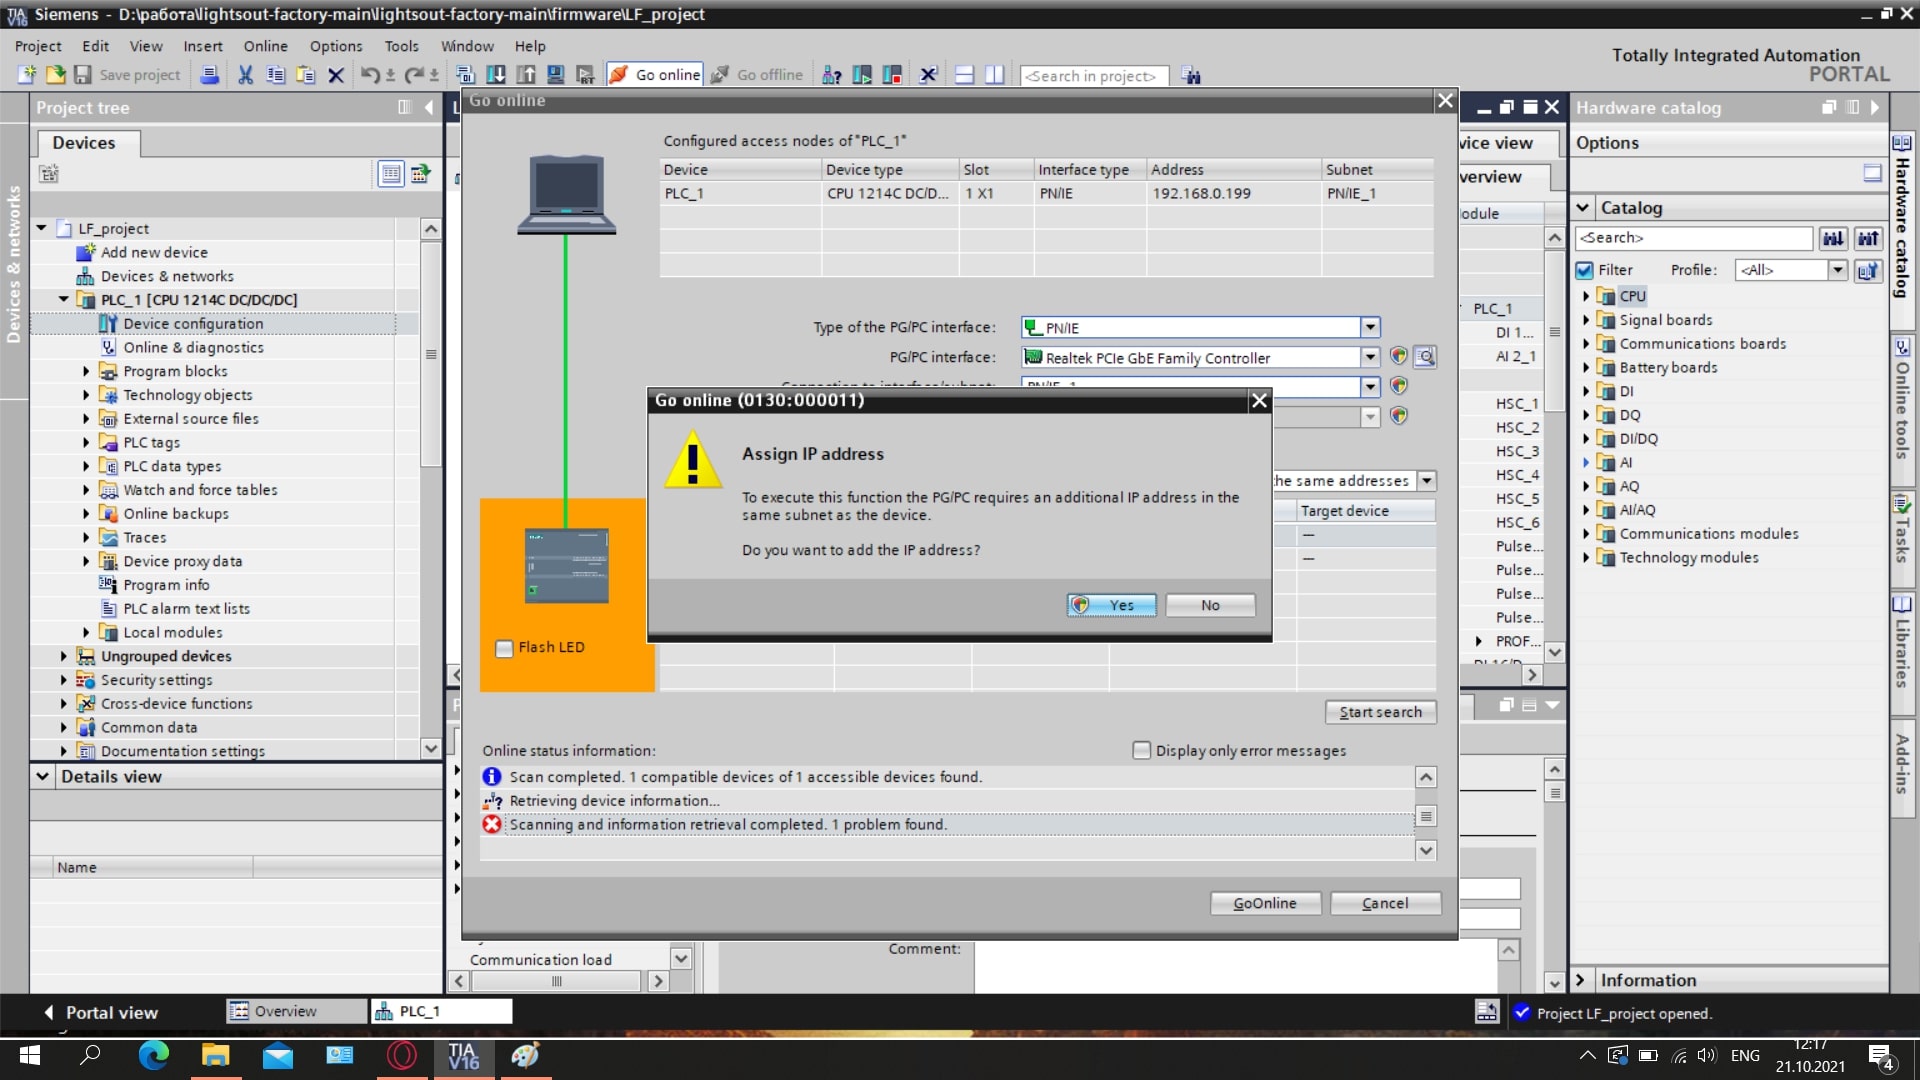 Siemens - D:\работа\lightsout-factory-main\lightsout-factory-main\firmware\LF_project
Project Edit View Insert Online Options Tools Window Help
Totally Integrated Automation
PORTAL
Save project
Go online
Go offline
<Search in project>
Project tree
Devices
Devices & networks
LF_project
Add new device
Devices & networks
PLC_1 [CPU 1214C DC/DC/DC]
Device configuration
Online & diagnostics
Program blocks
Technology objects
External source files
PLC tags
PLC data types
Watch and force tables
Online backups
Traces
Device proxy data
Program info
PLC alarm text lists
Local modules
Ungrouped devices
Security settings
Cross-device functions
Common data
Documentation settings
Details view
Name
Go online
Configured access nodes of "PLC_1"
Device Device type Slot Interface type Address Subnet
PLC_1 CPU 1214C DC/D... 1 X1 PN/IE 192.168.0.199 PN/IE_1
Type of the PG/PC interface: PN/IE
PG/PC interface: Realtek PCIe GbE Family Controller
Connection to interface/subnet: PN/IE_1
Go online (0130:000011)
Assign IP address
To execute this function the PG/PC requires an additional IP address in the
same subnet as the device.
Do you want to add the IP address?
Yes
No
the same addresses
Target device
—
—
Flash LED
Start search
Online status information:
Display only error messages
Scan completed. 1 compatible devices of 1 accessible devices found.
Retrieving device information...
Scanning and information retrieval completed. 1 problem found.
GoOnline
Cancel
Communication load
Comment:
vice view
verview
odule
PLC_1
DI 1...
AI 2_1
HSC_1
HSC_2
HSC_3
HSC_4
HSC_5
HSC_6
Pulse...
Pulse...
Pulse...
Pulse...
PROF...
Hardware catalog
Options
Catalog
<Search>
Filter Profile: <All>
CPU
Signal boards
Communications boards
Battery boards
DI
DQ
DI/DQ
AI
AQ
AI/AQ
Communications modules
Technology modules
Information
Hardware catalog
Online tools
Tasks
Libraries
Add-ins
Portal view
Overview
PLC_1
Project LF_project opened.
TIA
V16
ENG
12:17
21.10.2021
4